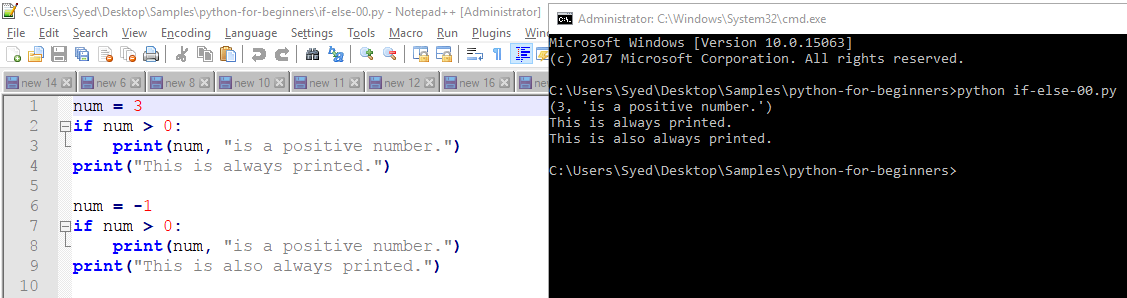 C:\Users\Syed\Desktop\Samples\python-for-beginners\if-else-00.py - Notepad++ [Administrator]
File Edit Search View Encoding Language Settings Tools Macro Run Plugins
new 14 new 6 new 8 new 10 new 11 new 12 new 16
1 num = 3
2 if num > 0:
3     print(num, "is a positive number.")
4 print("This is always printed.")
5
6 num = -1
7 if num > 0:
8     print(num, "is a positive number.")
9 print("This is also always printed.")
10
Administrator: C:\Windows\System32\cmd.exe
Microsoft Windows [Version 10.0.15063]
(c) 2017 Microsoft Corporation. All rights reserved.
C:\Users\Syed\Desktop\Samples\python-for-beginners>python if-else-00.py
(3, 'is a positive number.')
This is always printed.
This is also always printed.
C:\Users\Syed\Desktop\Samples\python-for-beginners>